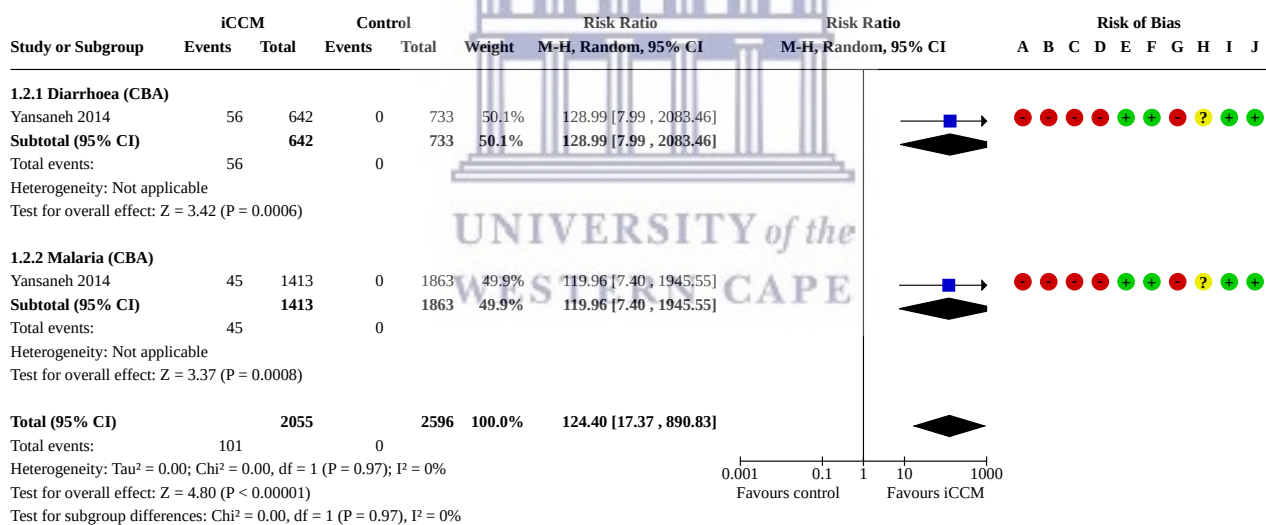 iCCM Control Risk Ratio Risk Ratio Risk of Bias
Study or Subgroup Events Total Events Total Weight M-H, Random, 95% CI M-H, Random, 95% CI A B C D E F G H I J
1.2.1 Diarrhoea (CBA)
Yansaneh 2014 56 642 0 733 50.1% 128.99 [7.99 , 2083.46] - - - - + + - ? + +
Subtotal (95% CI) 642 733 50.1% 128.99 [7.99 , 2083.46]
Total events: 56 0
Heterogeneity: Not applicable
Test for overall effect: Z = 3.42 (P = 0.0006)
UNIVERSITY of the
1.2.2 Malaria (CBA)
Yansaneh 2014 45 1413 0 1863 49.9% 119.96 [7.40 , 1945.55] - - - - + + - ? + +
WESTERN CAPE
Subtotal (95% CI) 1413 1863 49.9% 119.96 [7.40 , 1945.55]
Total events: 45 0
Heterogeneity: Not applicable
Test for overall effect: Z = 3.37 (P = 0.0008)
Total (95% CI) 2055 2596 100.0% 124.40 [17.37 , 890.83]
Total events: 101 0
Heterogeneity: Tau² = 0.00; Chi² = 0.00, df = 1 (P = 0.97); I² = 0%
0.001 0.1 1 10 1000
Test for overall effect: Z = 4.80 (P < 0.00001)
Favours control Favours iCCM
Test for subgroup differences: Chi² = 0.00, df = 1 (P = 0.97), I² = 0%